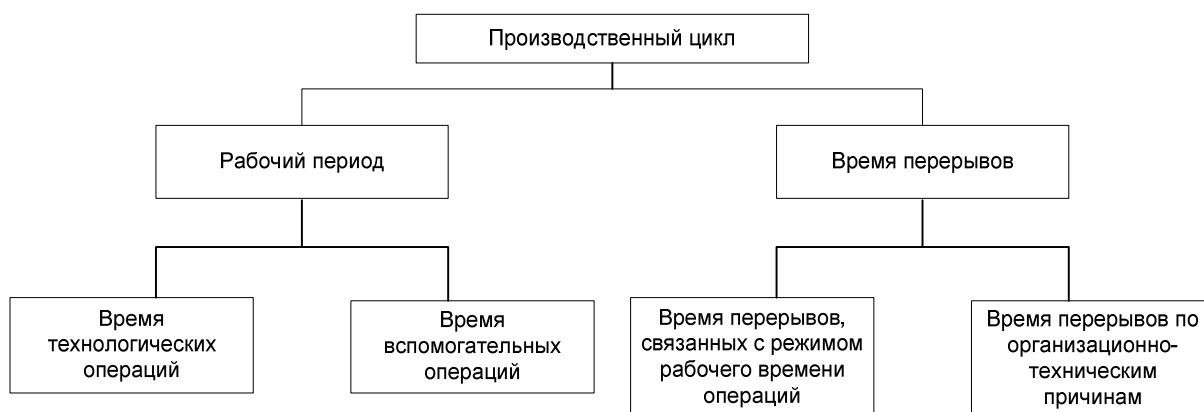 Производственный цикл
Рабочий период
Время перерывов
Время
технологических
операций
Время
вспомогательных
операций
Время перерывов,
связанных с режимом
рабочего времени
операций
Время перерывов по
организационно-
техническим
причинам